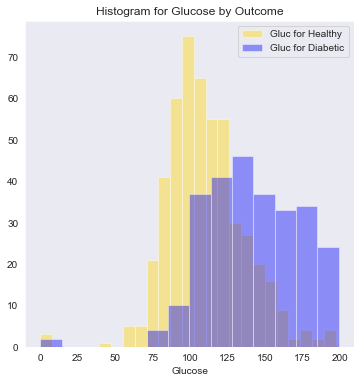 Histogram for Glucose by Outcome
Gluc for Healthy
Gluc for Diabetic
70
60
50
40
30
20
10
0
0 25 50 75 100 125 150 175 200
Glucose